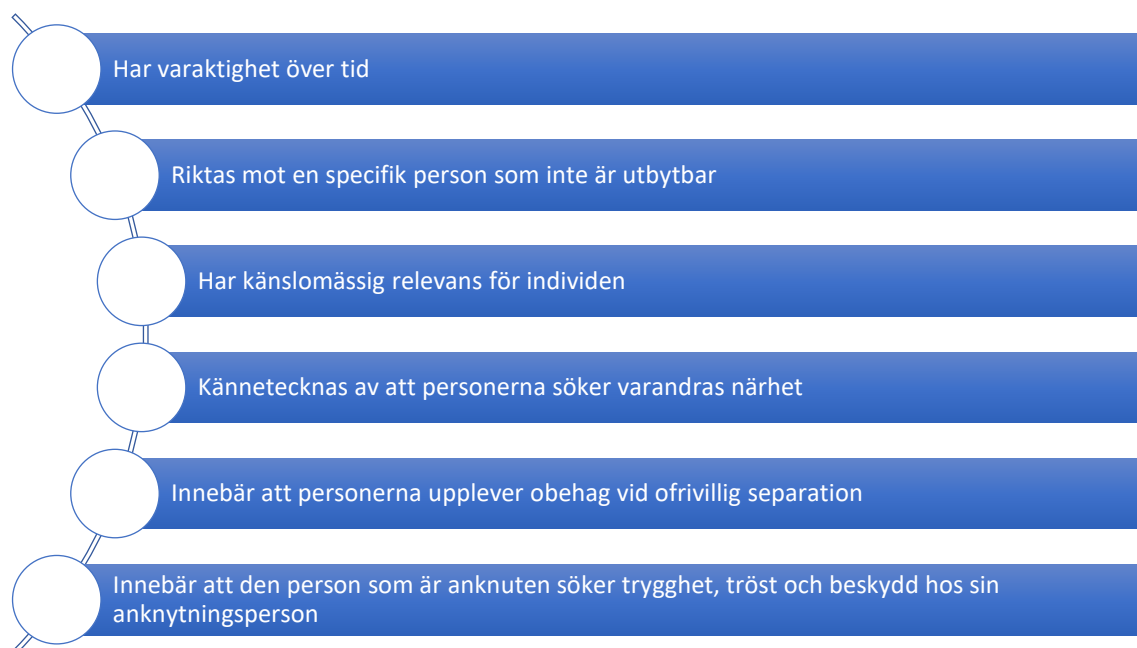 Har varaktighet över tid
Riktas mot en specifik person som inte är utbytbar
Har känslomässig relevans för individen
Kännetecknas av att personerna söker varandras närhet
Innebär att personerna upplever obehag vid ofrivillig separation
Innebär att den person som är anknuten söker trygghet, tröst och beskydd hos sin
anknytningsperson